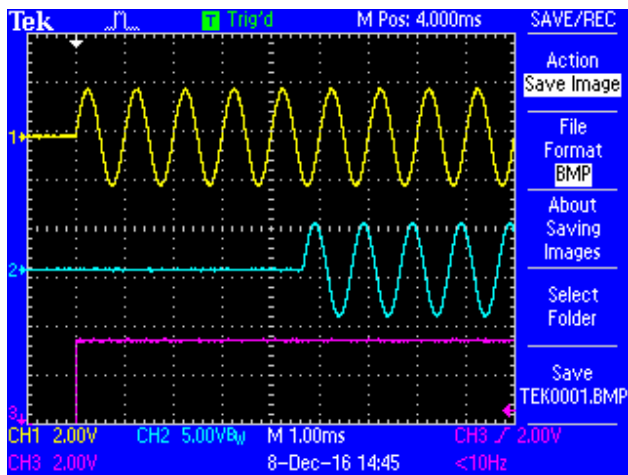 Tek T Trig'd M Pos: 4.000ms SAVE/REC
Action
Save Image
1
File
Format
BMP
About
Saving
Images
2
Select
Folder
Save
TEK0001.BMP
3
CH1 2.00V CH2 5.00VBw M 1.00ms CH3 2.00V
CH3 2.00V 8-Dec-16 14:45 <10Hz